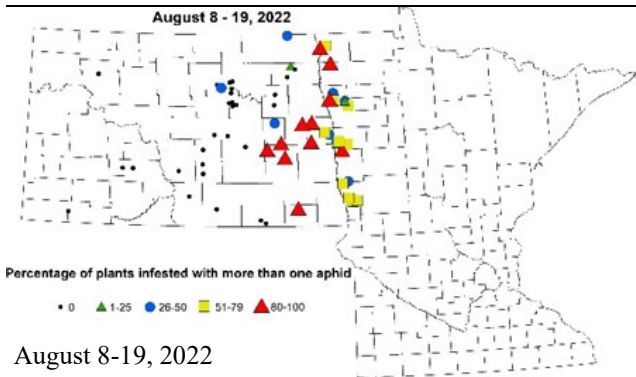 August 8 - 19, 2022
Percentage of plants infested with more than one aphid
0 1-25 26-50 51-79 80-100
August 8-19, 2022